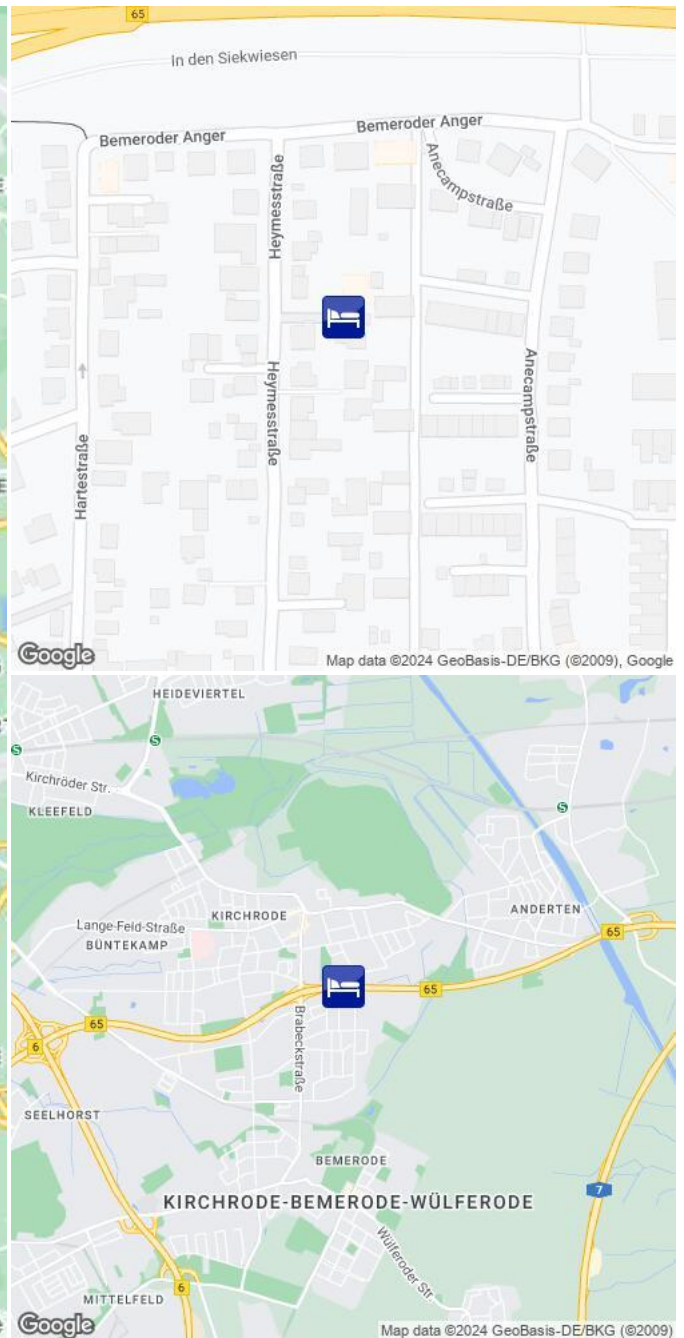 65
In den Siekwiesen
Bemeroder Anger
Bemeroder Anger
Anecampstraße
Heymesstraße
Heymesstraße
Anecampstraße
Hartestraße
Google
Map data ©2024 GeoBasis-DE/BKG (©2009), Google
HEIDEVIERTEL
S
S
Kirchröder Str.
KLEEFELD
S
ANDERTEN
KIRCHRODE
Lange-Feld-Straße
BÜNTEKAMP
65
65
65
6
Brabeckstraße
SEELHORST
BEMERODE
7
KIRCHRODE-BEMERODE-WÜLFERODE
Wülferoder Str.
6
MITTELFELD
Google
Map data ©2024 GeoBasis-DE/BKG (©2009)